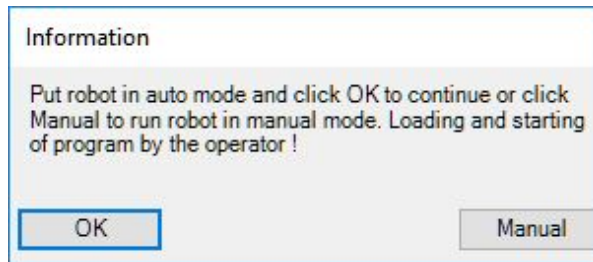 Information
Put robot in auto mode and click OK to continue or click
Manual to run robot in manual mode. Loading and starting
of program by the operator !
OK
Manual